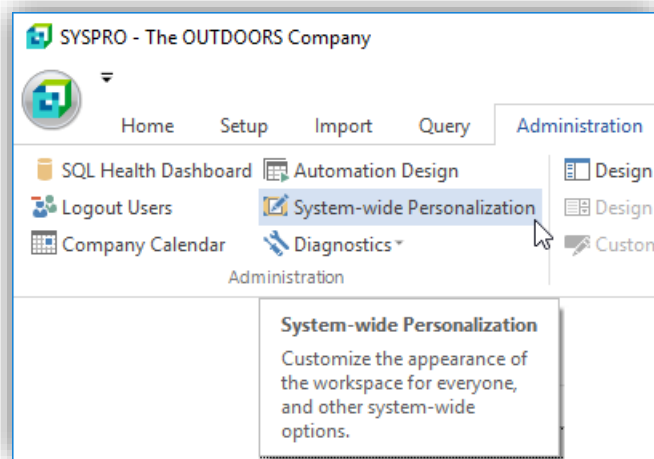 SYSPRO - The OUTDOORS Company
Home Setup Import Query Administration
SQL Health Dashboard Automation Design Design
Logout Users System-wide Personalization Design
Company Calendar Diagnostics Custom
Administration
System-wide Personalization
Customize the appearance of
the workspace for everyone,
and other system-wide
options.